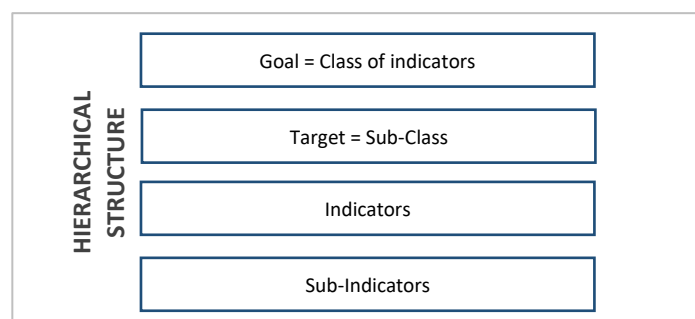 HIERARCHICAL
STRUCTURE
Goal = Class of indicators
Target = Sub-Class
Indicators
Sub-Indicators